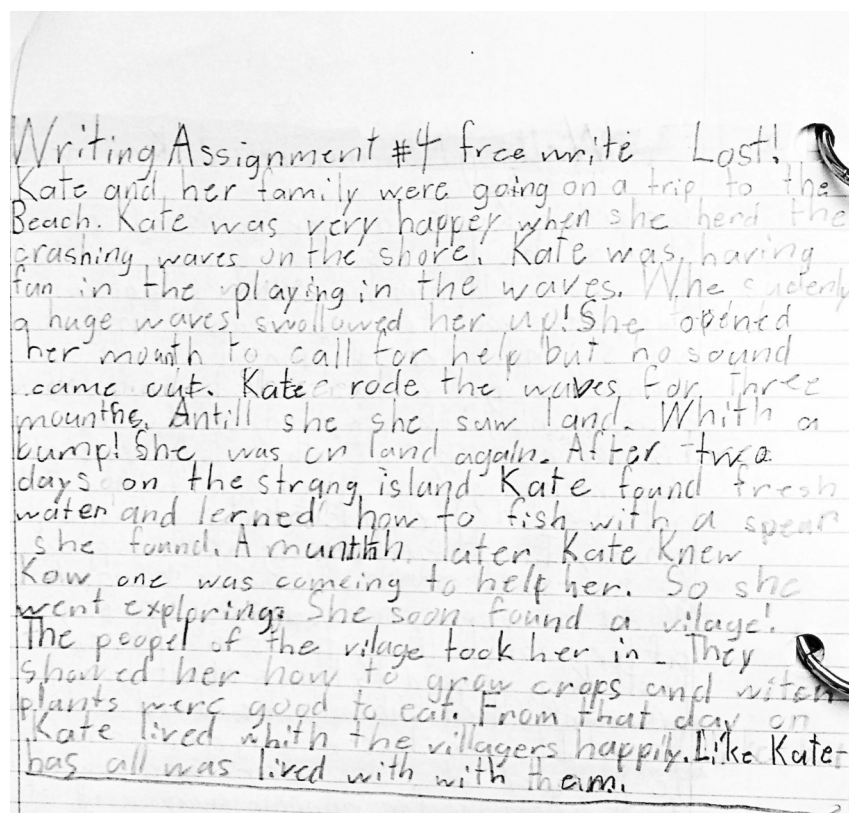 Writing Assignment #4 free write Lost!
Kate and her family were going on a trip to the
Beach. Kate was very happey when she herd the
crashing waves on the shore. Kate was having
fun in the playing in the waves. Whe sudenly
a huge waves swollowed her up! She opened
her mouth to call for help but no sound
came out. Kate rode the waves for three
mounths. Antill she she saw land. Whith a
bump! She was on land again. After two
days on the strang island Kate found fresh
water and lerned how to fish with a spear
she found. A munthh later Kate Knew
Kow one was comeing to help her. So she
went exploring. She soon found a vilage!
The peopel of the vilage took her in. They
showed her how to grow crops and witch
plants were good to eat. From that day on
Kate lived whith the villagers happily. Like Kate
has all was lived with with them.